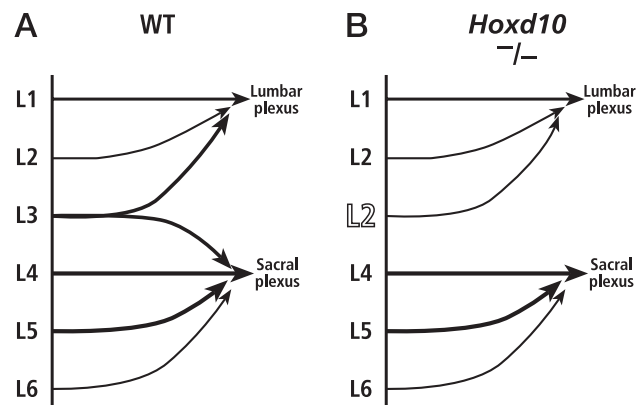 A
WT
L1
L2
L3
L4
L5
L6
Lumbar
plexus
Sacral
plexus
B
Hoxd10
−/−
L1
L2
L2
L4
L5
L6
Lumbar
plexus
Sacral
plexus